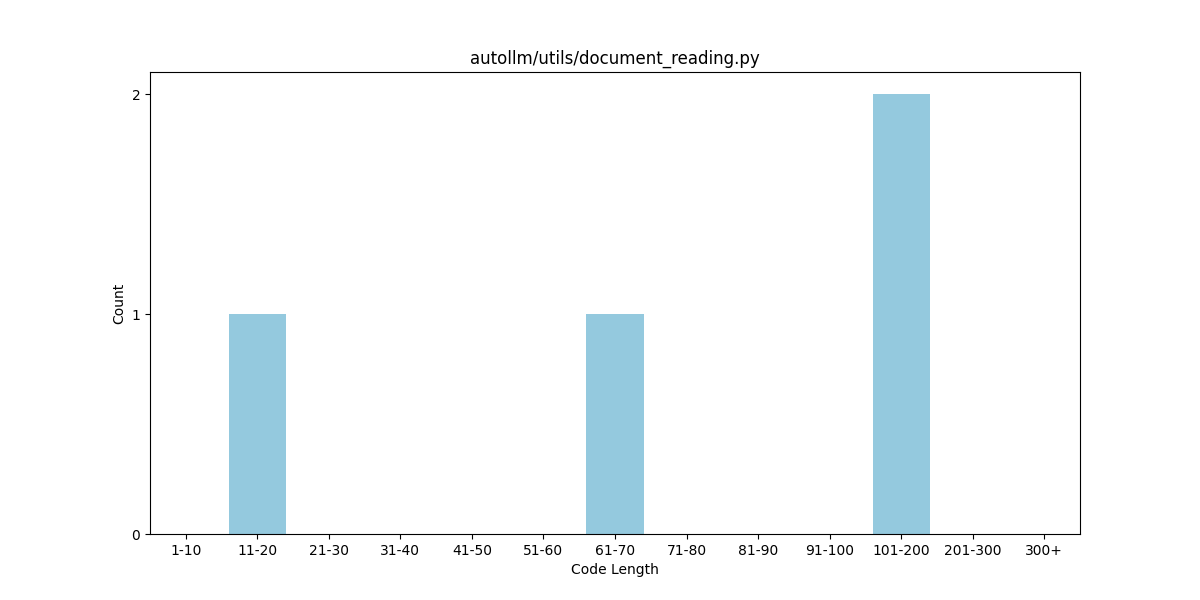 autollm/utils/document_reading.py
Count
2
1
0
1-10 11-20 21-30 31-40 41-50 51-60 61-70 71-80 81-90 91-100 101-200 201-300 300+
Code Length